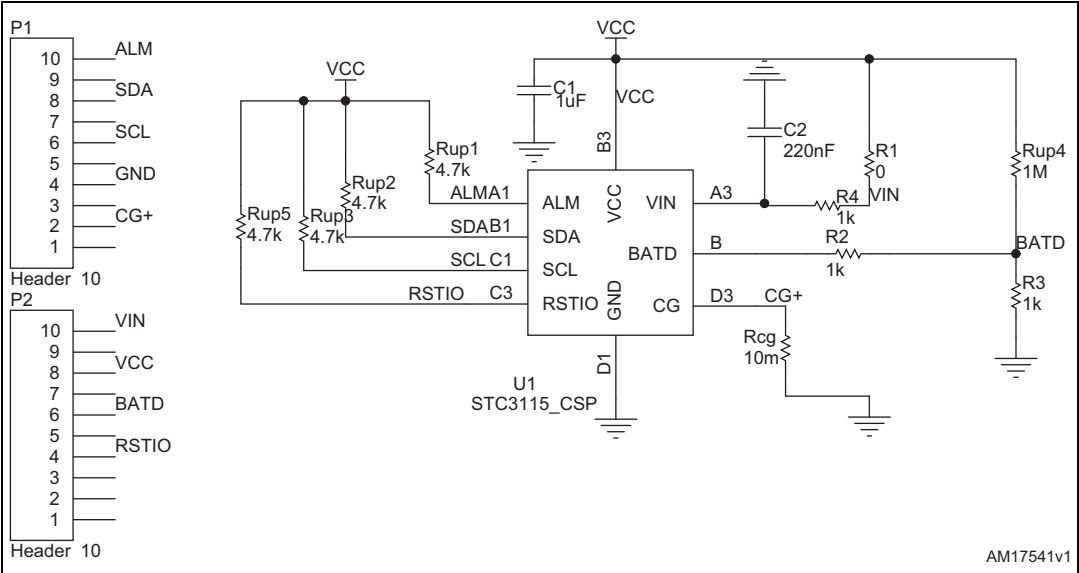 P1
10 ALM
9
8 SDA
7
6 SCL
5
4 GND
3
2 CG+
1
Header 10
P2
10 VIN
9
8 VCC
7
6 BATD
5
4 RSTIO
3
2
1
Header 10
VCC
Rup1
4.7k
Rup2
4.7k
Rup3
4.7k
Rup5
4.7k
ALM A1
SDA B1
SCL C1
RSTIO C3
VCC
C1
1uF
VCC
B3
ALM
SDA
SCL
RSTIO
VCC
GND
VIN
BATD
CG
D1
U1
STC3115_CSP
A3
B
D3
CG+
C2
220nF
R1
0
VIN
R4
1k
R2
1k
Rup4
1M
BATD
R3
1k
Rcg
10m
AM17541v1